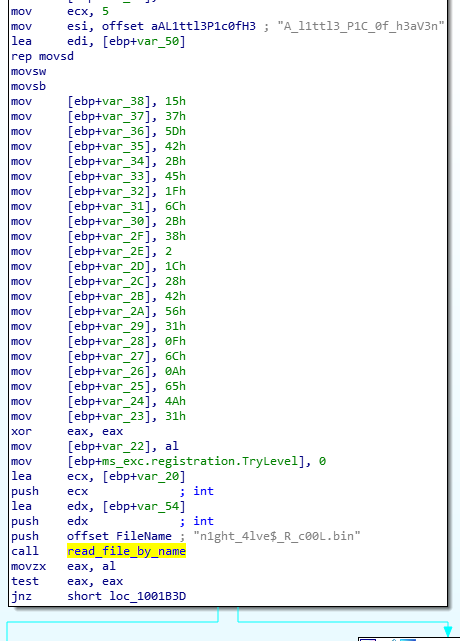 mov ecx, 5
mov esi, offset aAL1ttl3P1c0fH3 ; "A_l1ttl3_P1C_0f_h3aV3n"
lea edi, [ebp+var_50]
rep movsd
movsw
movsb
mov [ebp+var_38], 15h
mov [ebp+var_37], 37h
mov [ebp+var_36], 5Dh
mov [ebp+var_35], 42h
mov [ebp+var_34], 2Bh
mov [ebp+var_33], 45h
mov [ebp+var_32], 1Fh
mov [ebp+var_31], 6Ch
mov [ebp+var_30], 2Bh
mov [ebp+var_2F], 38h
mov [ebp+var_2E], 2
mov [ebp+var_2D], 1Ch
mov [ebp+var_2C], 28h
mov [ebp+var_2B], 42h
mov [ebp+var_2A], 56h
mov [ebp+var_29], 31h
mov [ebp+var_28], 0Fh
mov [ebp+var_27], 6Ch
mov [ebp+var_26], 0Ah
mov [ebp+var_25], 65h
mov [ebp+var_24], 4Ah
mov [ebp+var_23], 31h
xor eax, eax
mov [ebp+var_22], al
mov [ebp+ms_exc.registration.TryLevel], 0
lea ecx, [ebp+var_20]
push ecx ; int
lea edx, [ebp+var_54]
push edx ; int
push offset FileName ; "n1ght_4lve$_R_c00L.bin"
call read_file_by_name
movzx eax, al
test eax, eax
jnz short loc_1001B3D